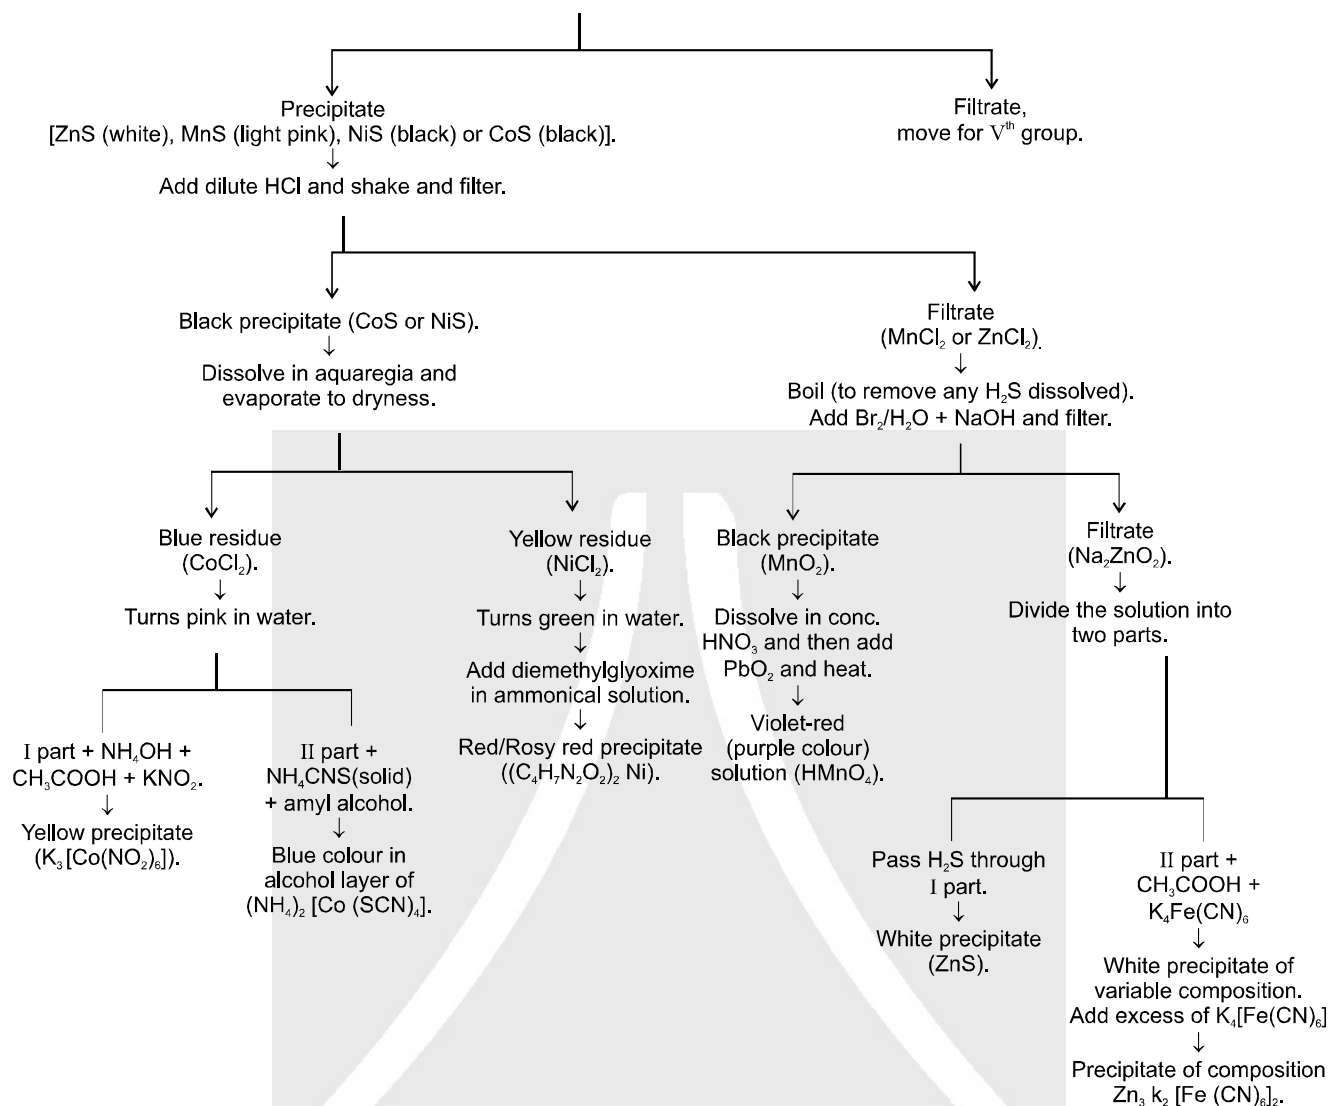 Precipitate
[ZnS (white), MnS (light pink), NiS (black) or CoS (black)].
Filtrate,
move for Vth group.
Add dilute HCl and shake and filter.
Black precipitate (CoS or NiS).
Dissolve in aquaregia and
evaporate to dryness.
Filtrate
(MnCl2 or ZnCl2).
Boil (to remove any H2S dissolved).
Add Br2/H2O + NaOH and filter.
Blue residue
(CoCl2).
Turns pink in water.
Yellow residue
(NiCl2).
Turns green in water.
Add diemethylglyoxime
in ammonical solution.
Red/Rosy red precipitate
((C4H7N2O2)2 Ni).
Black precipitate
(MnO2).
Dissolve in conc.
HNO3 and then add
PbO2 and heat.
Violet-red
(purple colour)
solution (HMnO4).
Filtrate
(Na2ZnO2).
Divide the solution into
two parts.
I part + NH4OH +
CH3COOH + KNO2.
Yellow precipitate
(K3 [Co(NO2)6]).
II part +
NH4CNS(solid)
+ amyl alcohol.
Blue colour in
alcohol layer of
(NH4)2 [Co (SCN)4].
Pass H2S through
I part.
White precipitate
(ZnS).
II part +
CH3COOH +
K4Fe(CN)6
White precipitate of
variable composition.
Add excess of K4[Fe(CN)6]
Precipitate of composition
Zn3 k2 [Fe (CN)6]2.